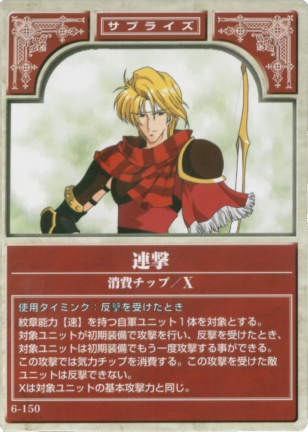 サプライズ
連撃
消費チップ／X
使用タイミング：反撃を受けたとき
紋章能力【速】を持つ自軍ユニット1体を対象とする。
対象ユニットが初期装備で攻撃を行い、反撃を受けたとき、
対象ユニットは初期装備でもう一度攻撃する事ができる。
この攻撃では気力チップを消費する。この攻撃を受けた敵
ユニットは反撃できない。
Xは対象ユニットの基本攻撃力と同じ。
6-150